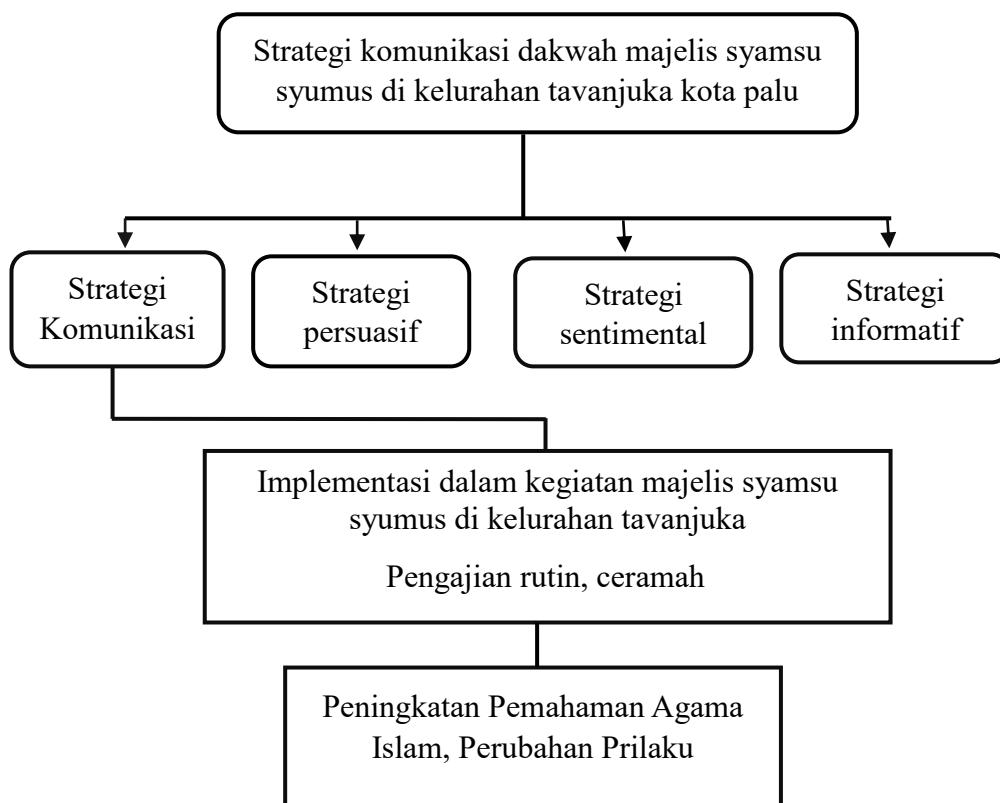 Strategi komunikasi dakwah majelis syamsu
syumus di kelurahan tavanjuka kota palu
Strategi
Komunikasi
Strategi
persuasif
Strategi
sentimental
Strategi
informatif
Implementasi dalam kegiatan majelis syamsu
syumus di kelurahan tavanjuka
Pengajian rutin, ceramah
Peningkatan Pemahaman Agama
Islam, Perubahan Prilaku